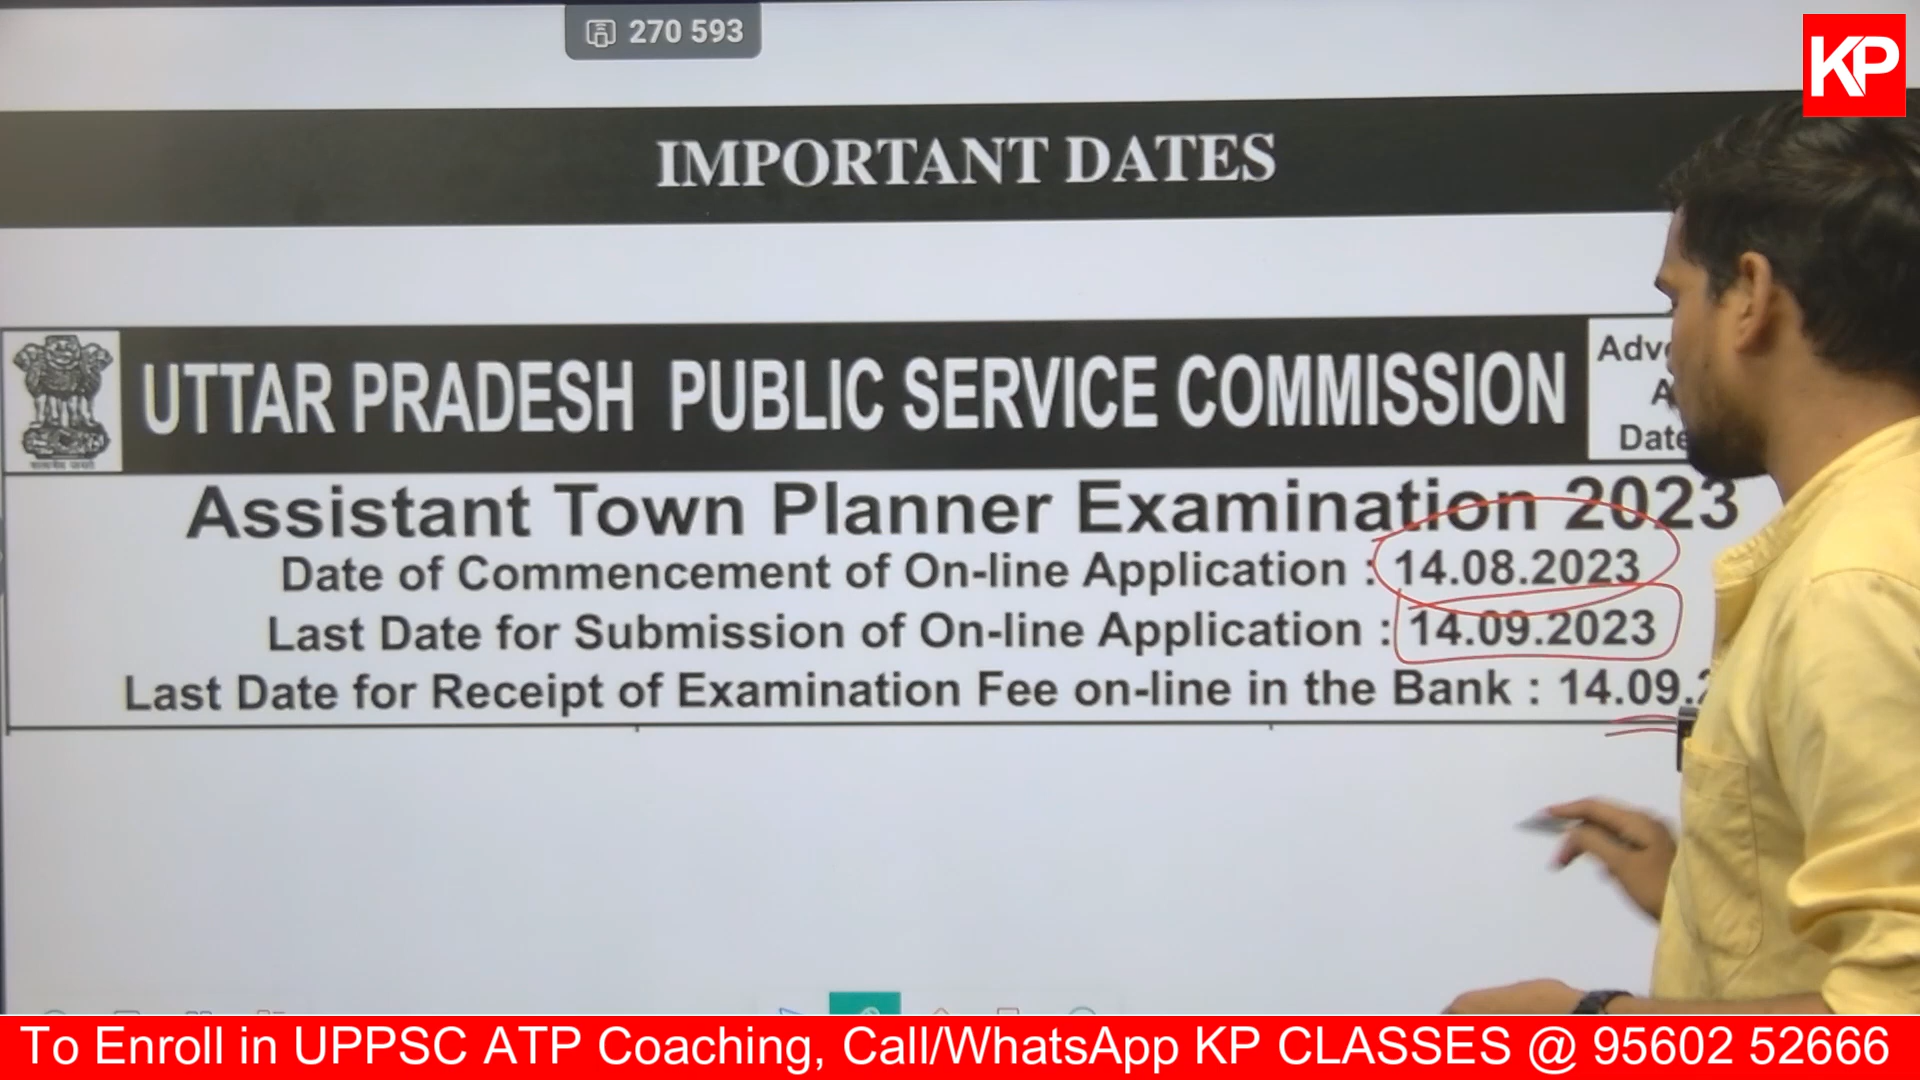 270 593
KP
IMPORTANT DATES
UTTAR PRADESH PUBLIC SERVICE COMMISSION
Date
Assistant Town Planner Examination 2023
Date of Commencement of On-line Application : 14.08.2023
Last Date for Submission of On-line Application : 14.09.2023
Last Date for Receipt of Examination Fee on-line in the Bank : 14.09.
To Enroll in UPPSC ATP Coaching, Call/WhatsApp KP CLASSES @ 95602 52666